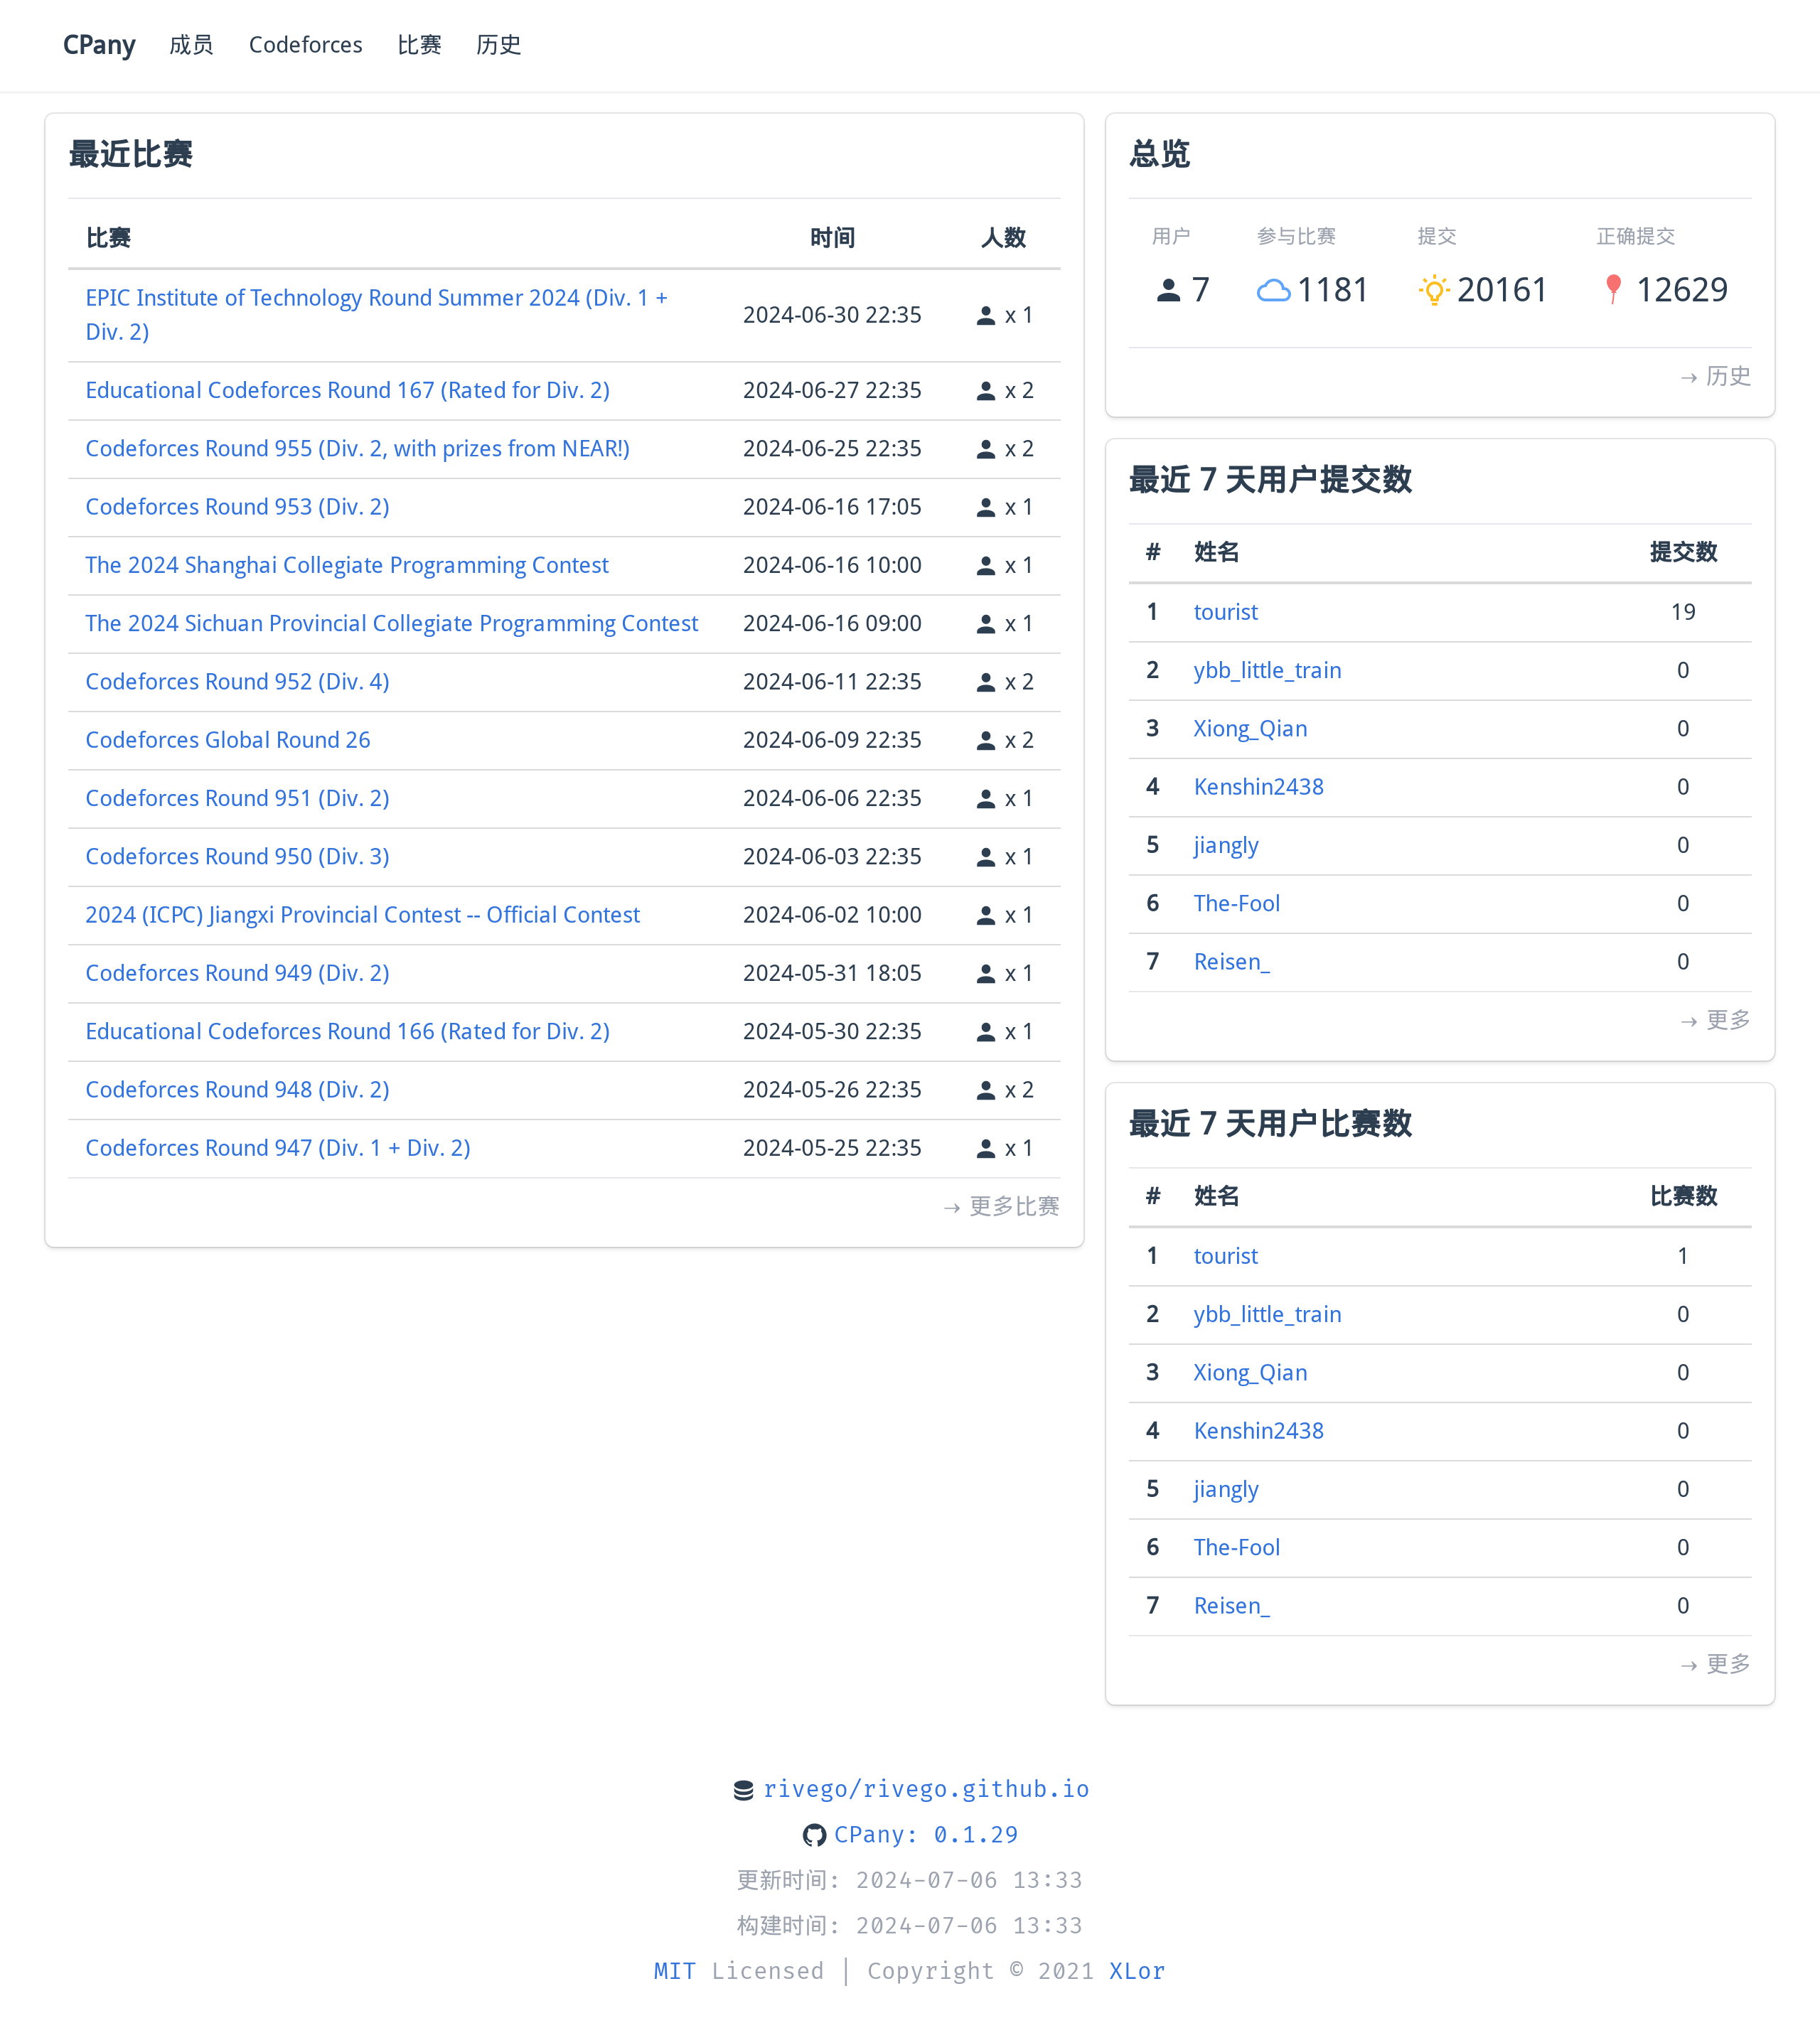 CPany 成员 Codeforces 比赛 历史
最近比赛
比赛 时间 人数
EPIC Institute of Technology Round Summer 2024 (Div. 1 +
Div. 2) 2024-06-30 22:35 x 1
Educational Codeforces Round 167 (Rated for Div. 2) 2024-06-27 22:35 x 2
Codeforces Round 955 (Div. 2, with prizes from NEAR!) 2024-06-25 22:35 x 2
Codeforces Round 953 (Div. 2) 2024-06-16 17:05 x 1
The 2024 Shanghai Collegiate Programming Contest 2024-06-16 10:00 x 1
The 2024 Sichuan Provincial Collegiate Programming Contest 2024-06-16 09:00 x 1
Codeforces Round 952 (Div. 4) 2024-06-11 22:35 x 2
Codeforces Global Round 26 2024-06-09 22:35 x 2
Codeforces Round 951 (Div. 2) 2024-06-06 22:35 x 1
Codeforces Round 950 (Div. 3) 2024-06-03 22:35 x 1
2024 (ICPC) Jiangxi Provincial Contest -- Official Contest 2024-06-02 10:00 x 1
Codeforces Round 949 (Div. 2) 2024-05-31 18:05 x 1
Educational Codeforces Round 166 (Rated for Div. 2) 2024-05-30 22:35 x 1
Codeforces Round 948 (Div. 2) 2024-05-26 22:35 x 2
Codeforces Round 947 (Div. 1 + Div. 2) 2024-05-25 22:35 x 1
→ 更多比赛
总览
用户 参与比赛 提交 正确提交
7 1181 20161 12629
→ 历史
最近 7 天用户提交数
# 姓名 提交数
1 tourist 19
2 ybb_little_train 0
3 Xiong_Qian 0
4 Kenshin2438 0
5 jiangly 0
6 The-Fool 0
7 Reisen_ 0
→ 更多
最近 7 天用户比赛数
# 姓名 比赛数
1 tourist 1
2 ybb_little_train 0
3 Xiong_Qian 0
4 Kenshin2438 0
5 jiangly 0
6 The-Fool 0
7 Reisen_ 0
→ 更多
rivego/rivego.github.io
CPany: 0.1.29
更新时间: 2024-07-06 13:33
构建时间: 2024-07-06 13:33
MIT Licensed | Copyright © 2021 XLor